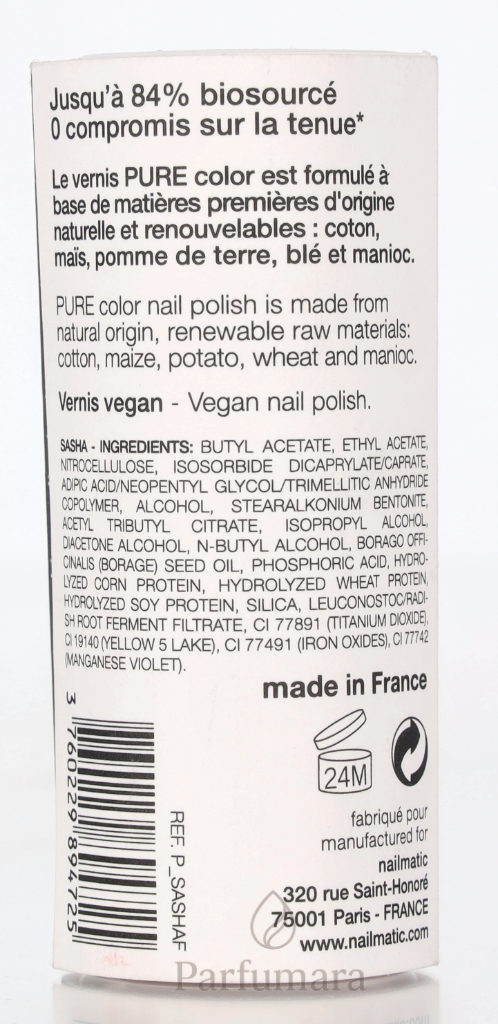 Jusqu'à 84% biosourcé
0 compromis sur la tenue*
Le vernis PURE color est formulé à
base de matières premières d'origine
naturelle et renouvelables : coton,
maïs, pomme de terre, blé et manioc.
PURE color nail polish is made from
natural origin, renewable raw materials:
cotton, maize, potato, wheat and manioc.
Vernis vegan - Vegan nail polish.
SASHA - INGREDIENTS: BUTYL ACETATE, ETHYL ACETATE,
NITROCELLULOSE, ISOSORBIDE DICAPRYLATE/CAPRATE,
ADIPIC ACID/NEOPENTYL GLYCOL/TRIMELLITIC ANHYDRIDE
COPOLYMER, ALCOHOL, STEARALKONIUM BENTONITE,
ACETYL TRIBUTYL CITRATE, ISOPROPYL ALCOHOL,
DIACETONE ALCOHOL, N-BUTYL ALCOHOL, BORAGO OFFI-
CINALIS (BORAGE) SEED OIL, PHOSPHORIC ACID, HYDRO-
LYZED CORN PROTEIN, HYDROLYZED WHEAT PROTEIN,
HYDROLYZED SOY PROTEIN, SILICA, LEUCONOSTOC/RADI-
SH ROOT FERMENT FILTRATE, CI 77891 (TITANIUM DIOXIDE),
CI 19140 (YELLOW 5 LAKE), CI 77491 (IRON OXIDES), CI 77742
(MANGANESE VIOLET).
made in France
24M
3 760229 894725
REF. P_SASHAF
fabriqué pour
manufactured for
nailmatic
320 rue Saint-Honoré
75001 Paris - FRANCE
www.nailmatic.com
Parfumara